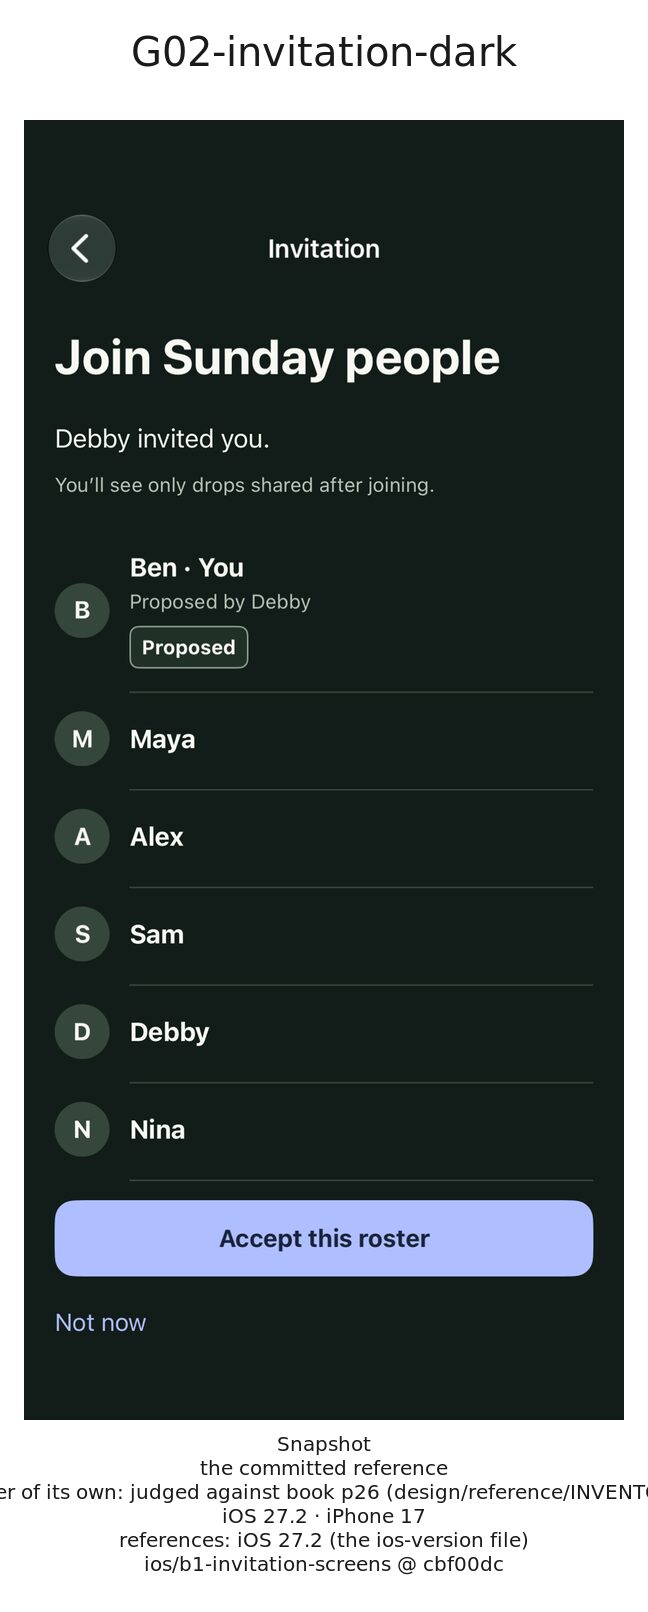 G02-invitation-dark
Invitation
Join Sunday people
Debby invited you.
You’ll see only drops shared after joining.
Ben · You
Proposed by Debby
B
Proposed
M
Maya
A
Alex
S
Sam
D
Debby
N
Nina
Accept this roster
Not now
Snapshot
the committed reference
of its own: judged against book p26 (design/reference/
iOS 27.2 · iPhone 17
references: iOS 27.2 (the ios-version file)
ios/b1-invitation-screens @ cbf00dc